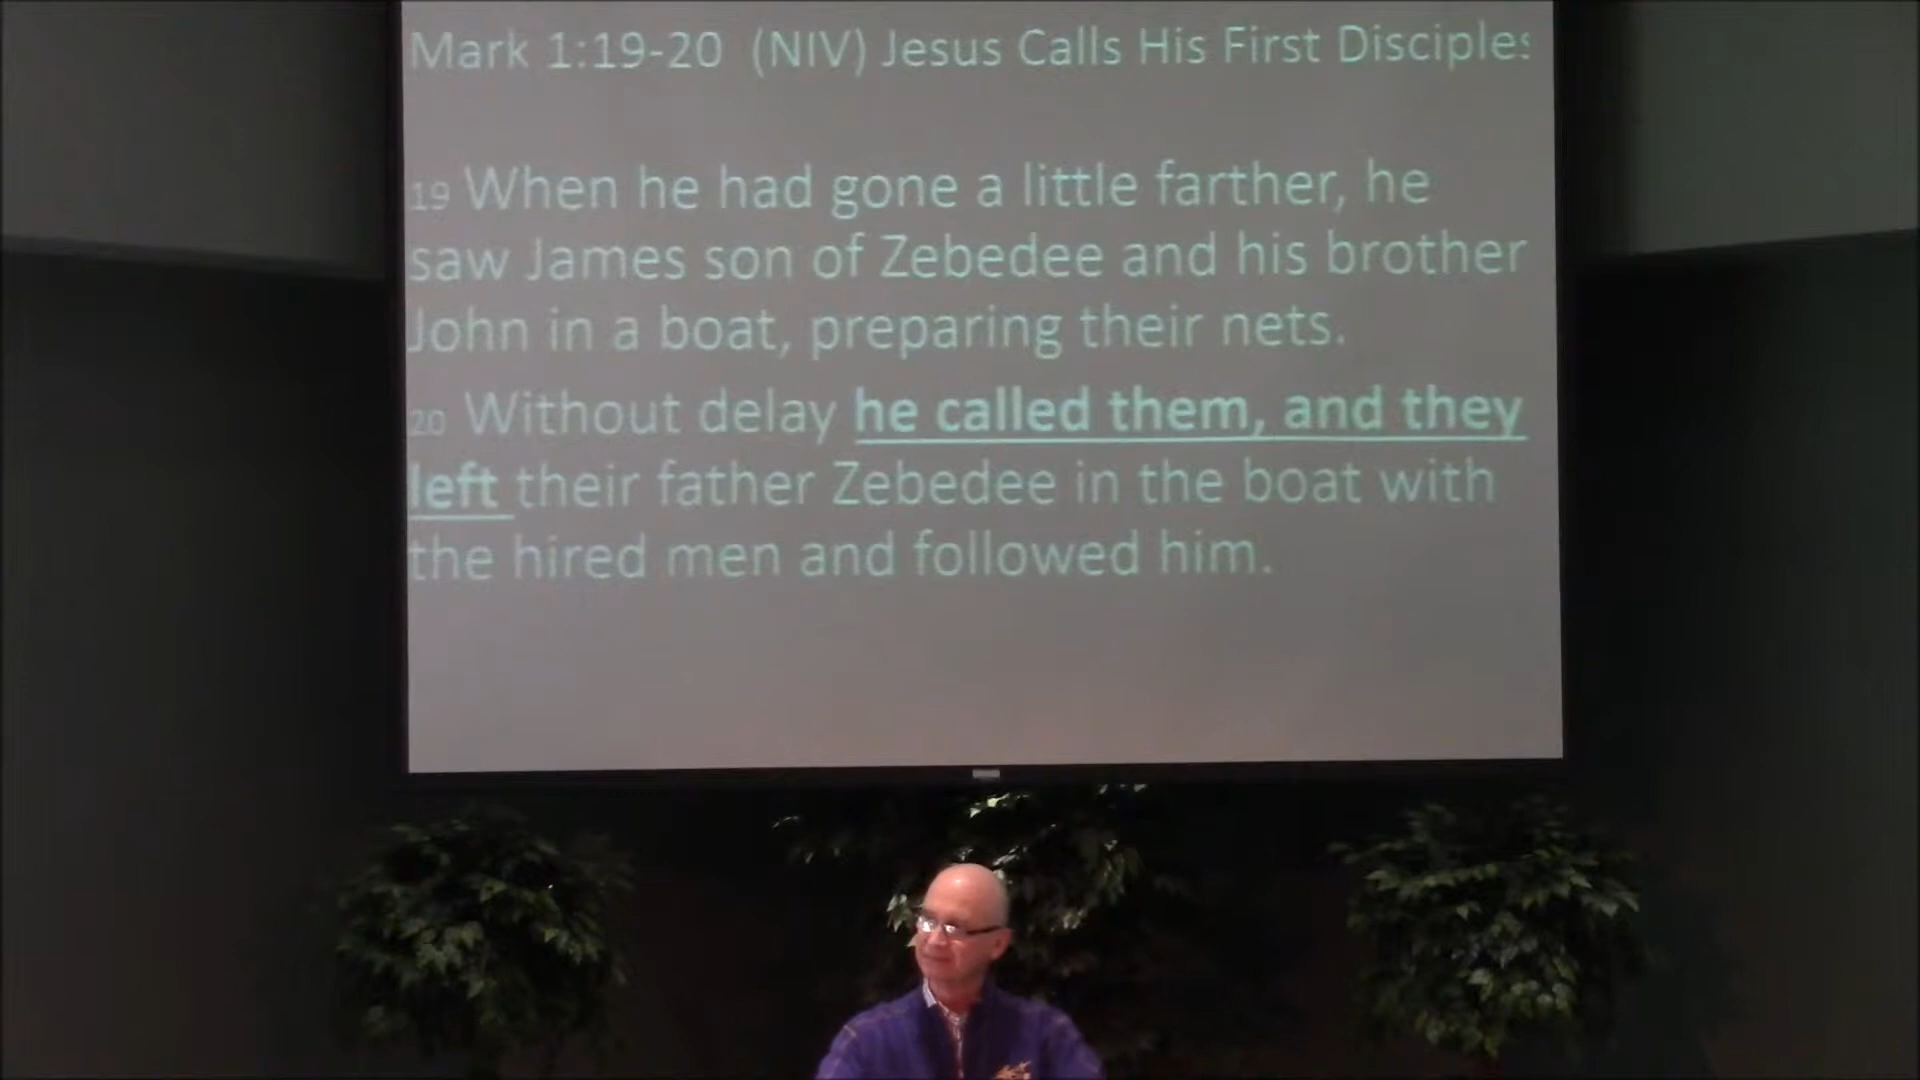 Mark 1:19-20 (NIV) Jesus Calls His First Disciples
19 When he had gone a little farther, he
saw James son of Zebedee and his brother
John in a boat, preparing their nets.
20 Without delay he called them, and they
left their father Zebedee in the boat with
the hired men and followed him.